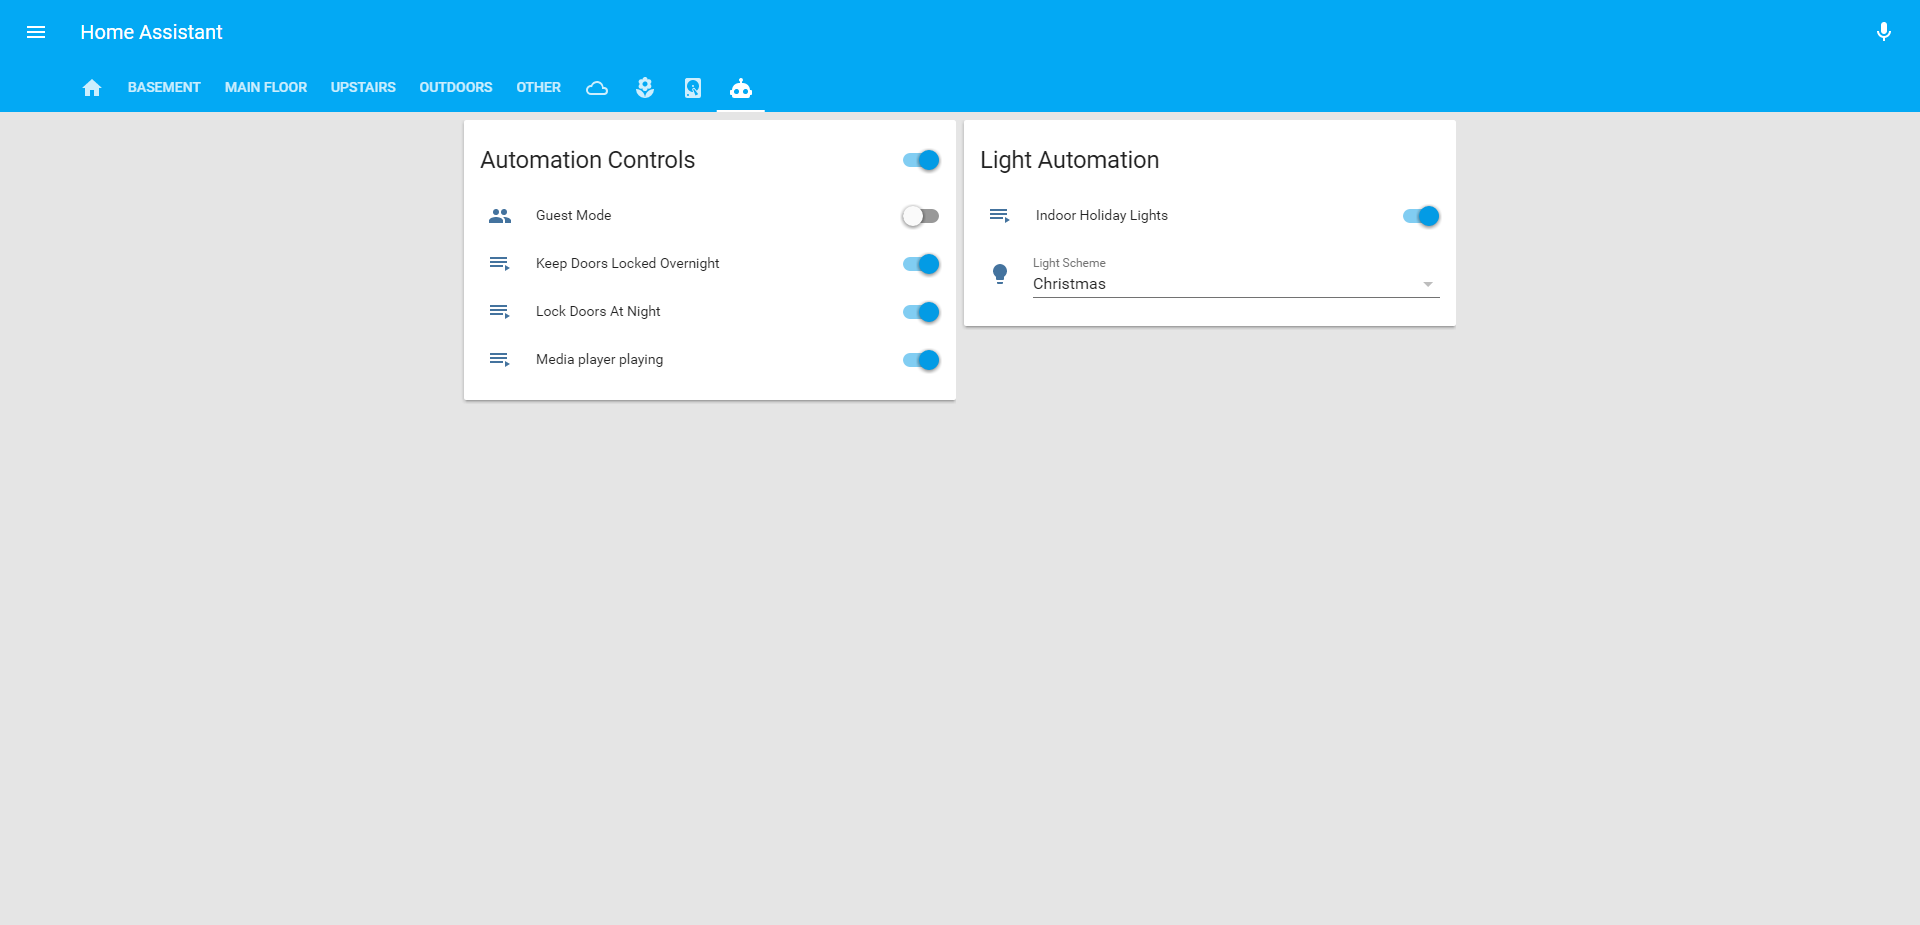 Home Assistant
BASEMENT MAIN FLOOR UPSTAIRS OUTDOORS OTHER
Automation Controls
Guest Mode
Keep Doors Locked Overnight
Lock Doors At Night
Media player playing
Light Automation
Indoor Holiday Lights
Light Scheme
Christmas